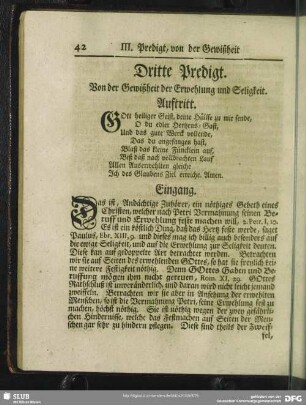 42 III. Predigt, von der Gewißheit
Dritte Predigt.
Von der Gewißheit der Erwehlung und Seligkeit.
Auftritt.
GOtt heiliger Geist, deine Hülffe zu mir sende,
O du edler Hertzens-Gast,
Und das gute Werck vollende,
Das du angefangen hast,
Blaß das kleine Füncklein auf,
Biß daß nach vollbrachten Lauf
Allen Außerwehlten gleiche
Ich des Glaubens Ziel erreiche. Amen.
Eingang.
Das ist, Andächtige Zuhörer, ein nöthiges Gebeth eines
Christen, welcher nach Petri Vermahnung seinen Be-
ruff und Erwehlung feste machen will, 2. Petr. I, 10.
Es ist ein köstlich Ding, daß das Hertz feste werde, saget
Paulus, Ebr. XIII, 9. und dieses mag ich billig auch besonders auf
die ewige Seligkeit, und auf die Erwehlung zur Seligkeit deuten.
Diese kan auf gedoppelte Art betrachtet werden. Betrachten
wir sie auf Seiten des erwehlenden GOttes, so hat sie freylich kei-
ne weitere Festigkeit nöthig. Denn GOttes Gaben und Be-
ruffung mögen ihn nicht gereuen, Rom. XI, 29. GOttes
Rathschluß ist unveränderlich, und daran wird nicht leicht jemand
zweiffeln. Betrachten wir sie aber in Ansehung der erwehlten
Menschen, so ist die Vermahnung Petri, seine Erwehlung fest zu
machen, höchst nöthig. Sie ist nöthig wegen der zwey gefährli-
chen Hindernisse, welche das Festmachen auf Seiten der Men-
schen gar sehr zu hindern pflegen. Diese sind theils der Zweif-
fel,
SLUB
DFG